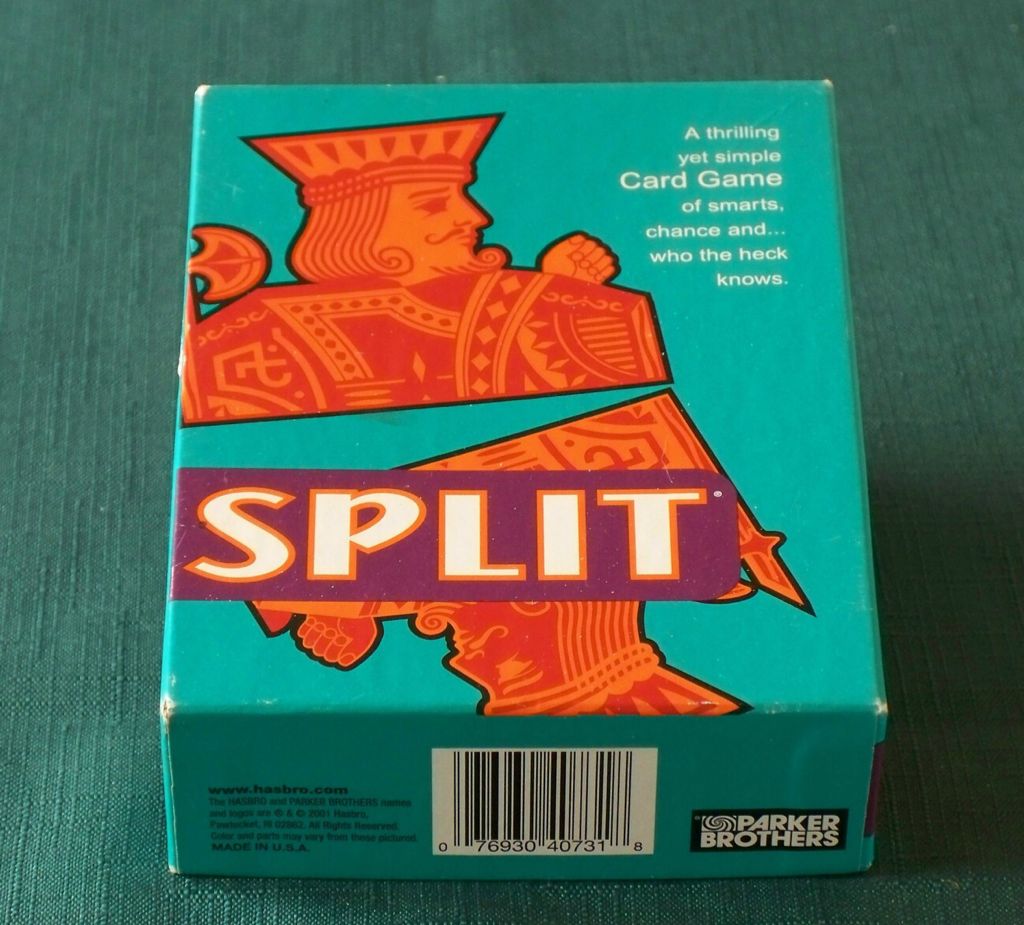 A thrilling
yet simple
Card Game
of smarts,
chance and...
who the heck
knows.
SPLIT®
www.hasbro.com
The HASBRO and PARKER BROTHERS names
and logos are ® & © 2001 Hasbro,
Pawtucket, RI 02862. All Rights Reserved.
Color and parts may vary from those pictured.
MADE IN U.S.A.
0 76930 40731 8
PARKER
BROTHERS